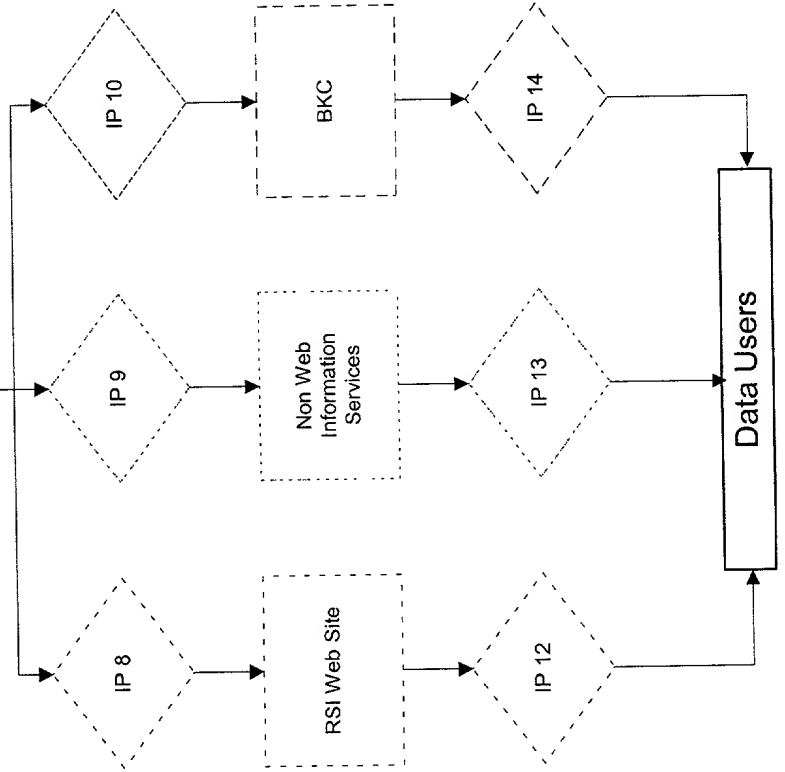 IP 10
BKC
IP 14
IP 9
Non Web
Information
Services
IP 13
IP 8
RSI Web Site
IP 12
Data Users